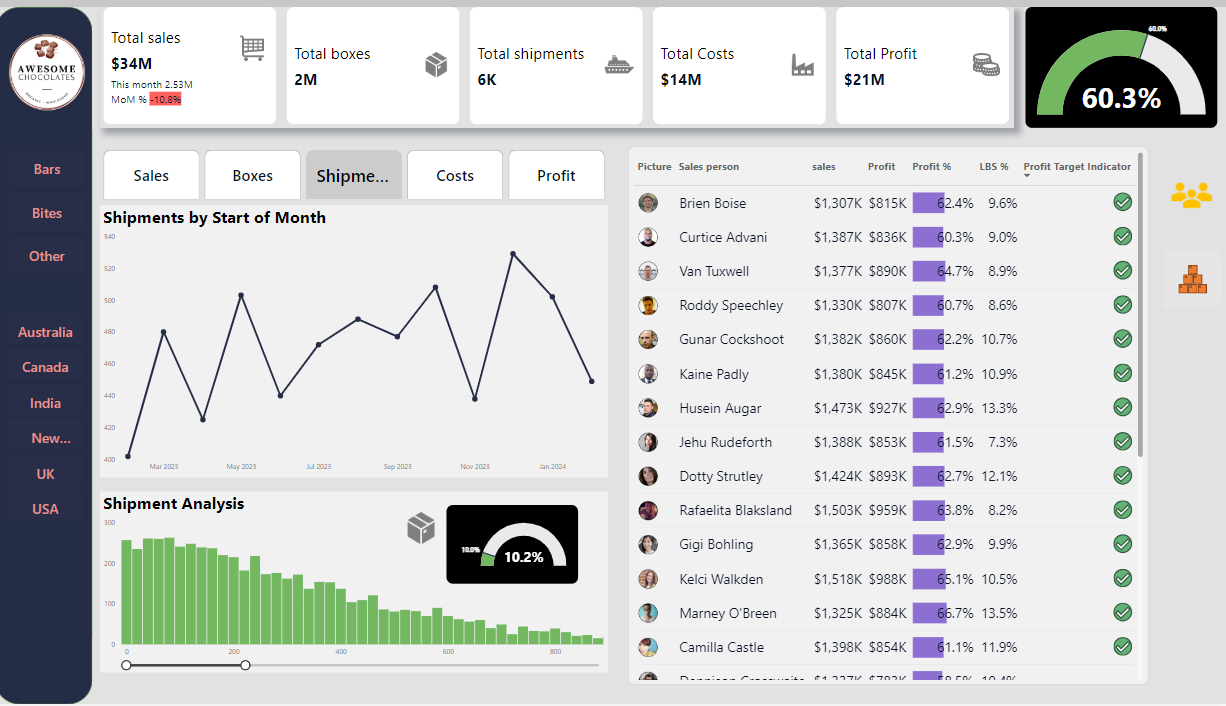 AWESOME
CHOCOLATES
Bars
Bites
Other
Australia
Canada
India
New...
UK
USA
Total sales
$34M
This month 2.53M
MoM % -10.8%
Total boxes
2M
Total shipments
6K
Total Costs
$14M
Total Profit
$21M
60.0%
60.3%
Sales
Boxes
Shipme...
Costs
Profit
Shipments by Start of Month
540
520
500
480
460
440
420
400
Mar 2023 May 2023 Jul 2023 Sep 2023 Nov 2023 Jan 2024
Shipment Analysis
10.0%
10.2%
300
200
100
0
0 200 400 600 800
Picture Sales person sales Profit Profit % LBS % Profit Target Indicator
Brien Boise $1,307K $815K 62.4% 9.6%
Curtice Advani $1,387K $836K 60.3% 9.0%
Van Tuxwell $1,377K $890K 64.7% 8.9%
Roddy Speechley $1,330K $807K 60.7% 8.6%
Gunar Cockshoot $1,382K $860K 62.2% 10.7%
Kaine Padly $1,380K $845K 61.2% 10.9%
Husein Augar $1,473K $927K 62.9% 13.3%
Jehu Rudeforth $1,388K $853K 61.5% 7.3%
Dotty Strutley $1,424K $893K 62.7% 12.1%
Rafaelita Blaksland $1,503K $959K 63.8% 8.2%
Gigi Bohling $1,365K $858K 62.9% 9.9%
Kelci Walkden $1,518K $988K 65.1% 10.5%
Marney O'Breen $1,325K $884K 66.7% 13.5%
Camilla Castle $1,398K $854K 61.1% 11.9%